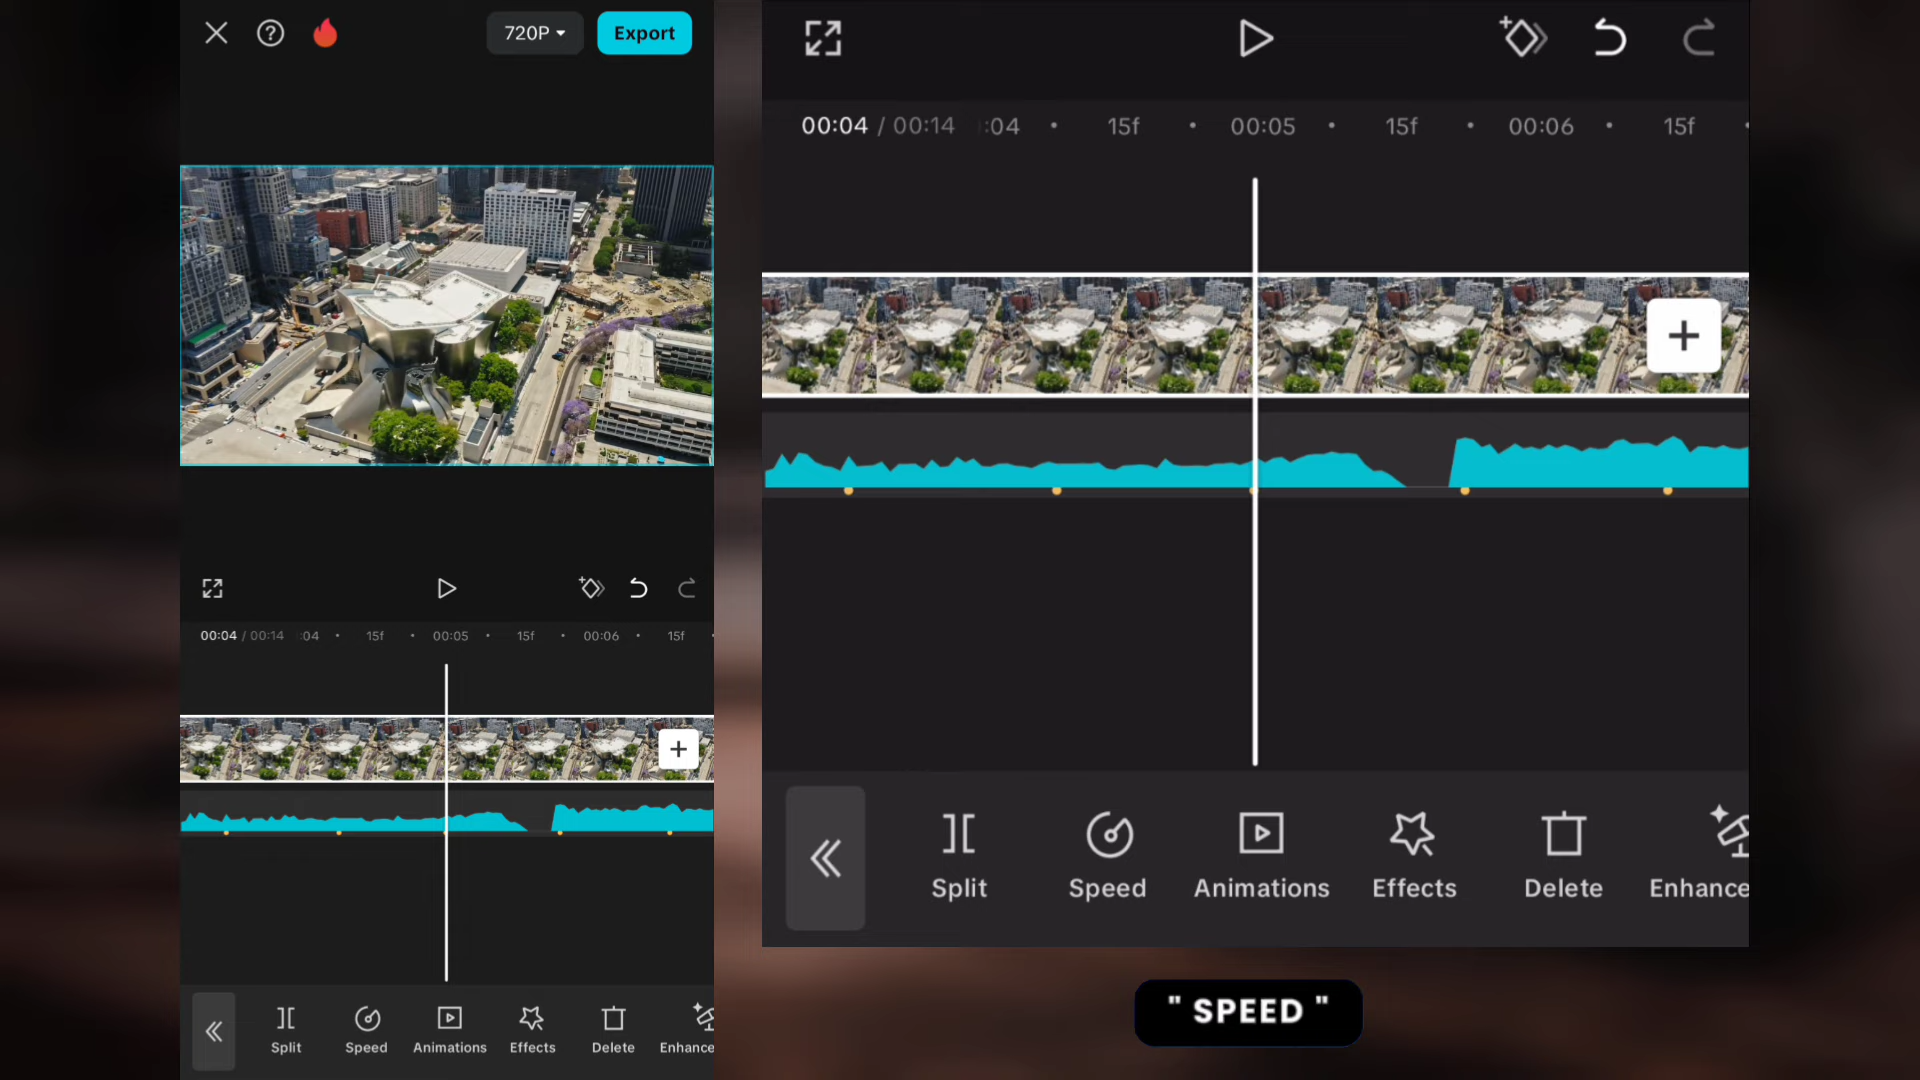 720P
Export
00:04 / 00:14 :04 15f 00:05 15f 00:06 15f
Split Speed Animations Effects Delete Enhance
00:04 / 00:14 :04 15f 00:05 15f 00:06 15f
Split Speed Animations Effects Delete Enhance
" SPEED "